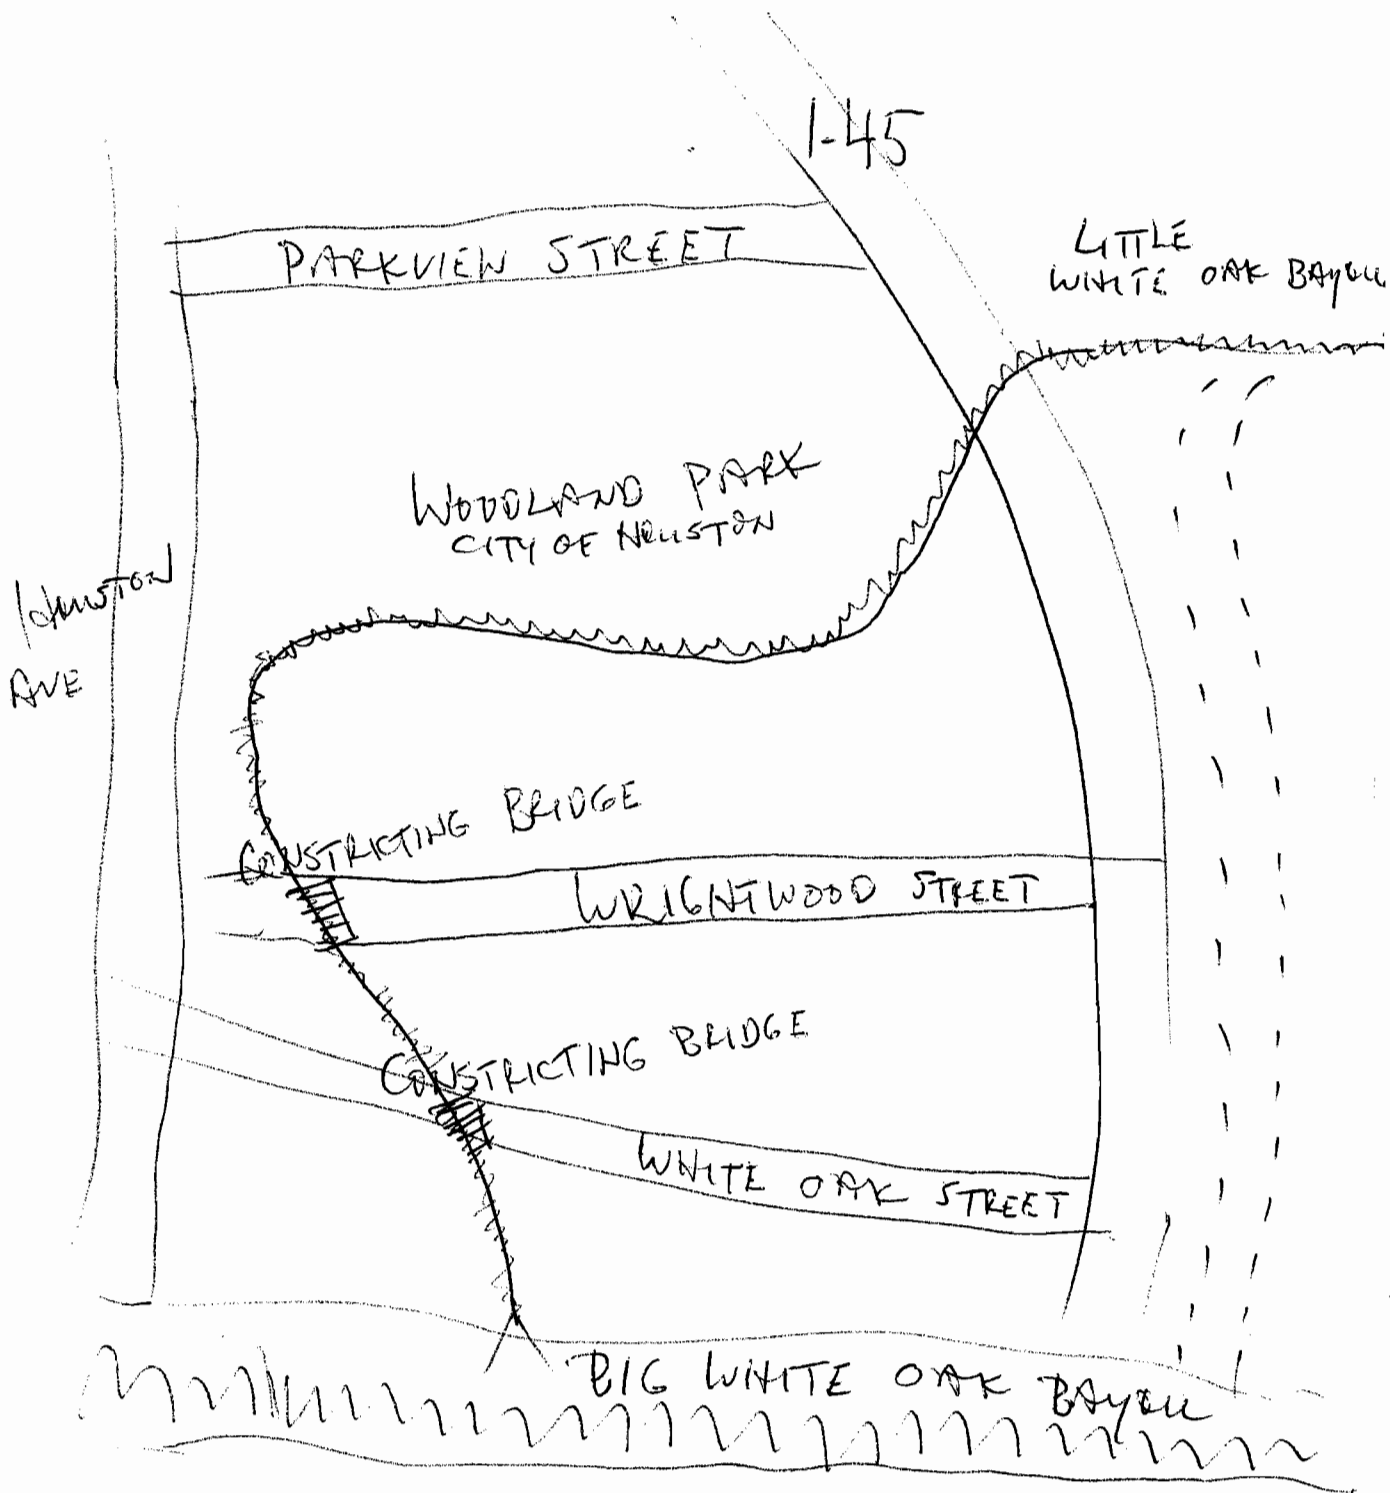 I-45
PARKVIEW STREET
LITTLE
WHITE OAK BAYOU
WOODLAND PARK
CITY OF HOUSTON
HOUSTON
AVE
CONSTRICTING BRIDGE
WRIGHTWOOD STREET
CONSTRICTING BRIDGE
WHITE OAK STREET
BIG WHITE OAK BAYOU